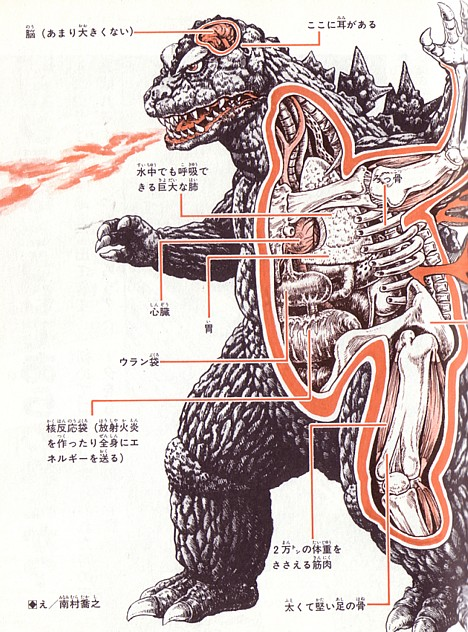 脳(あまり大きくない)
ここに耳がある
水中でも呼吸で
きる巨大な肺
ろっ骨
心臓
胃
ウラン袋
核反応袋(放射火炎
を作ったり全身にエ
ネルギーを送る)
2万㌧の体重を
ささえる筋肉
太くて堅い足の骨
え/南村喬之